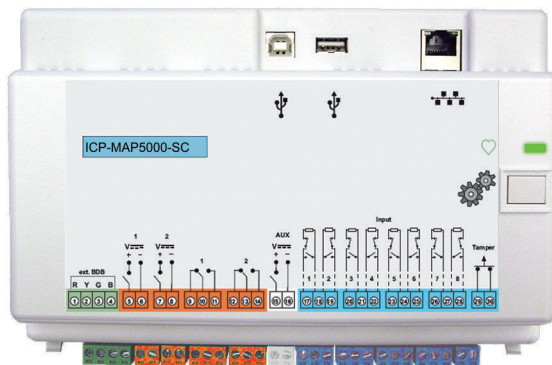 ICP-MAP5000-SC
Input
1 2 AUX
V V V
+ - + - + -
ext. BDB 1 2 1 2 3 4 5 6 7 8 Tamper
R Y G B
1 2 3 4 5 6 7 8 9 10 11 12 13 14 15 16 17 18 19 20 21 22 23 24 25 26 27 28 29 30